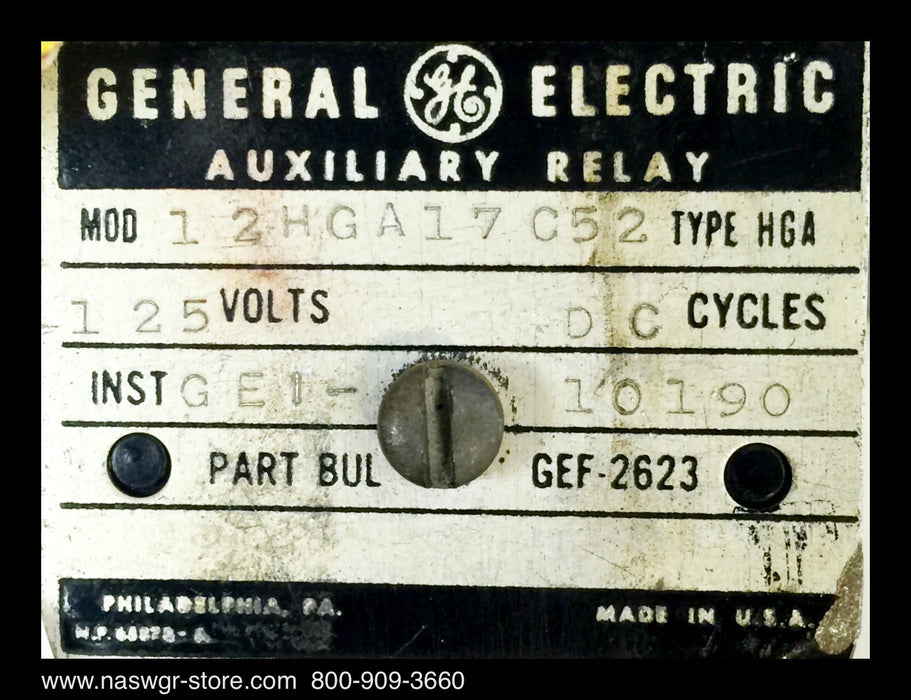 GENERAL GE ELECTRIC
AUXILIARY RELAY
MOD 12HGA17C52 TYPE HGA
125 VOLTS DC CYCLES
INST GEI- 10190
PART BUL GEF-2623
PHILADELPHIA, PA.
MADE IN U.S.A.
N.P.
www.naswgr-store.com 800-909-3660